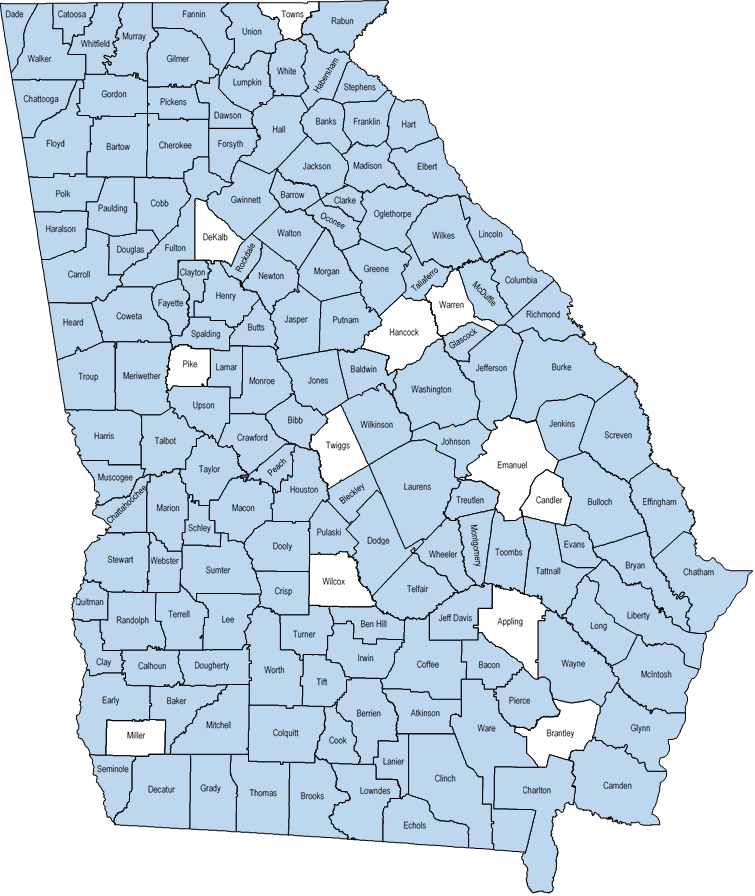 Dade
Catoosa
Fannin
Towns
Rabun
Union
Murray
Whitfield
Walker
Gilmer
White
Habersham
Lumpkin
Stephens
Chattooga
Gordon
Pickens
Dawson
Banks
Franklin
Hart
Hall
Floyd
Bartow
Cherokee
Forsyth
Jackson
Madison
Elbert
Polk
Paulding
Cobb
Gwinnett
Barrow
Clarke
Oconee
Oglethorpe
Haralson
DeKalb
Walton
Wilkes
Lincoln
Douglas
Fulton
Rockdale
Carroll
Clayton
Newton
Morgan
Greene
Taliaferro
McDuffie
Columbia
Fayette
Henry
Warren
Richmond
Heard
Coweta
Spalding
Butts
Jasper
Putnam
Hancock
Glascock
Troup
Meriwether
Pike
Lamar
Monroe
Jones
Baldwin
Jefferson
Burke
Washington
Upson
Bibb
Wilkinson
Jenkins
Harris
Talbot
Crawford
Twiggs
Johnson
Screven
Taylor
Peach
Emanuel
Muscogee
Houston
Bleckley
Laurens
Treutlen
Candler
Bulloch
Effingham
Chattahoochee
Marion
Macon
Schley
Dooly
Pulaski
Dodge
Wheeler
Montgomery
Toombs
Evans
Stewart
Webster
Sumter
Tattnall
Bryan
Chatham
Crisp
Wilcox
Telfair
Quitman
Randolph
Terrell
Lee
Turner
Ben Hill
Jeff Davis
Appling
Long
Liberty
Clay
Calhoun
Dougherty
Worth
Irwin
Coffee
Bacon
Wayne
McIntosh
Tift
Early
Baker
Pierce
Mitchell
Berrien
Atkinson
Ware
Glynn
Miller
Colquitt
Cook
Brantley
Lanier
Seminole
Clinch
Decatur
Grady
Thomas
Brooks
Lowndes
Charlton
Camden
Echols